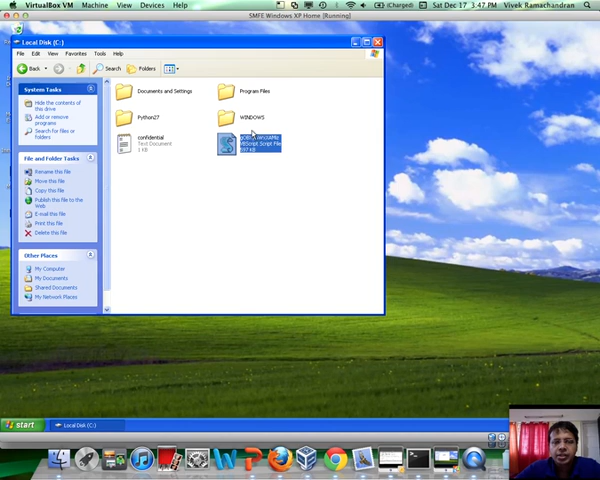 VirtualBox VM Machine View Devices Help
(Charged) Sat Dec 17 3:47 PM Vivek Ramachandran
SMFE Windows XP Home [Running]
Local Disk (C:)
File Edit View Favorites Tools Help
Back Search Folders
System Tasks
Hide the contents of
this drive
Add or remove
programs
Search for files or
folders
File and Folder Tasks
Rename this file
Move this file
Copy this file
Publish this file to the
Web
E-mail this file
Print this file
Delete this file
Other Places
My Computer
My Documents
Shared Documents
My Network Places
Documents and Settings
Program Files
Python27
WINDOWS
confidential
Text Document
1 KB
VBScript Script File
597 KB
start
Local Disk (C:)